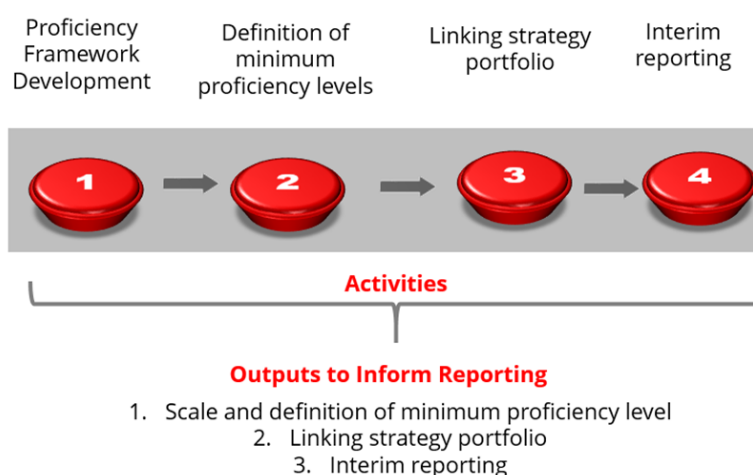 Proficiency
Framework
Development
Definition of
minimum
proficiency levels
Linking strategy
portfolio
Interim
reporting
1
2
3
4
Activities
Outputs to Inform Reporting
1. Scale and definition of minimum proficiency level
2. Linking strategy portfolio
3. Interim reporting